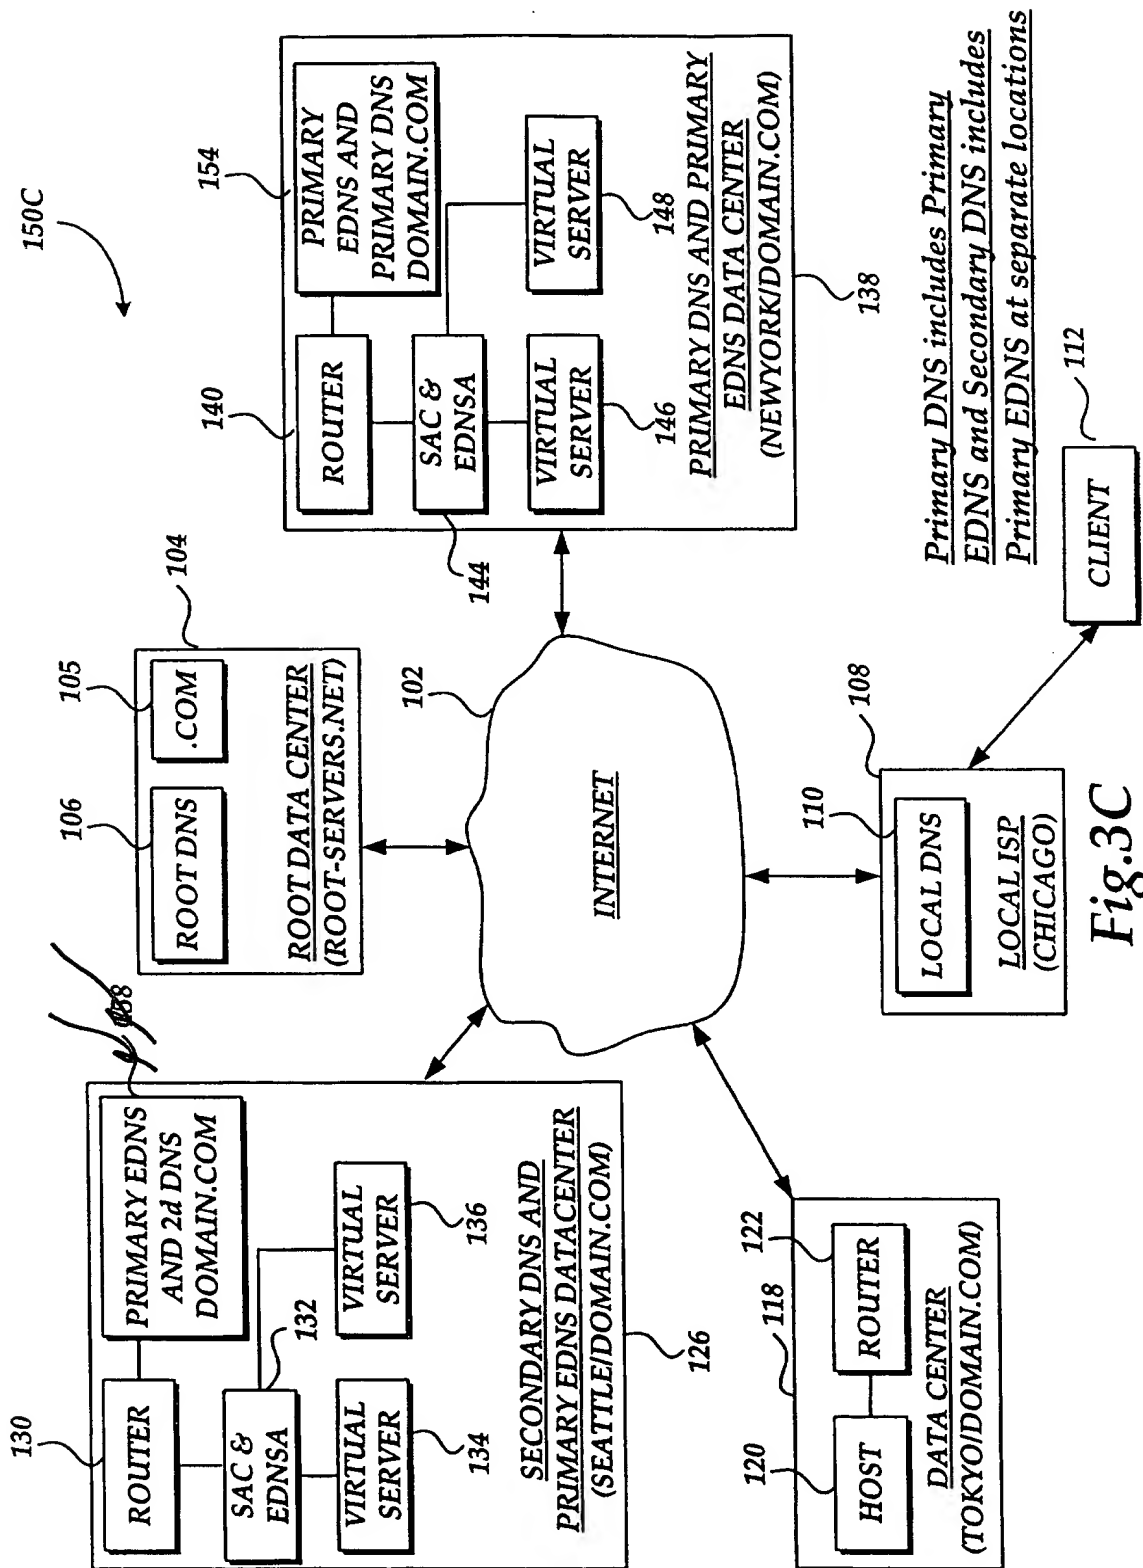 150C
130
ROUTER
PRIMARY EDNS
AND 2d DNS
DOMAIN.COM
SAC &
EDNSA
132
VIRTUAL
SERVER
134
VIRTUAL
SERVER
136
SECONDARY DNS AND
PRIMARY EDNS DATACENTER
(SEATTLE/DOMAIN.COM)
126
106
105
104
ROOT DNS
.COM
ROOT DATA CENTER
(ROOT-SERVERS.NET)
140
154
ROUTER
PRIMARY
EDNS AND
PRIMARY DNS
DOMAIN.COM
SAC &
EDNSA
144
VIRTUAL
SERVER
146
VIRTUAL
SERVER
148
PRIMARY DNS AND PRIMARY
EDNS DATA CENTER
(NEWYORK/DOMAIN.COM)
138
102
INTERNET
120
118
122
HOST
ROUTER
DATA CENTER
(TOKYO/DOMAIN.COM)
110
108
LOCAL DNS
LOCAL ISP
(CHICAGO)
112
CLIENT
Primary DNS includes Primary
EDNS and Secondary DNS includes
Primary EDNS at separate locations
Fig.3C